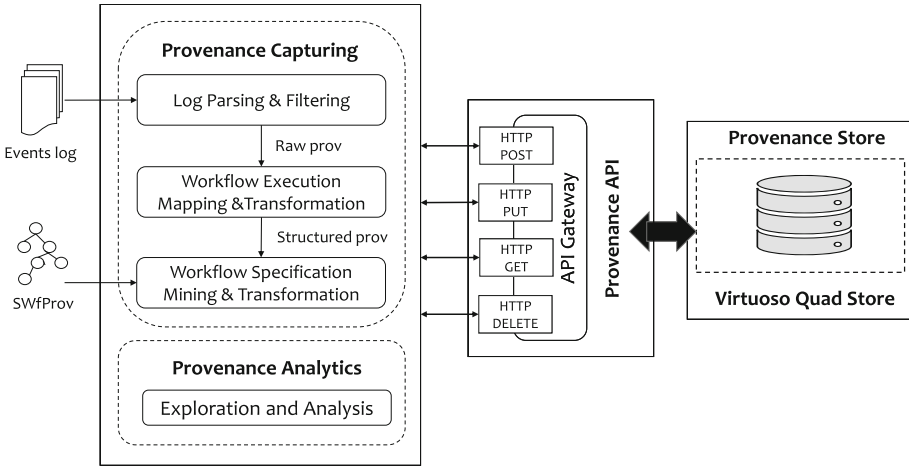 Provenance Capturing
Log Parsing & Filtering
Events log
Raw prov
Workflow Execution
Mapping &Transformation
Structured prov
Workflow Specification
Mining & Transformation
SWfProv
Provenance Analytics
Exploration and Analysis
HTTP
POST
HTTP
PUT
HTTP
GET
HTTP
DELETE
API Gateway
Provenance API
Provenance Store
Virtuoso Quad Store